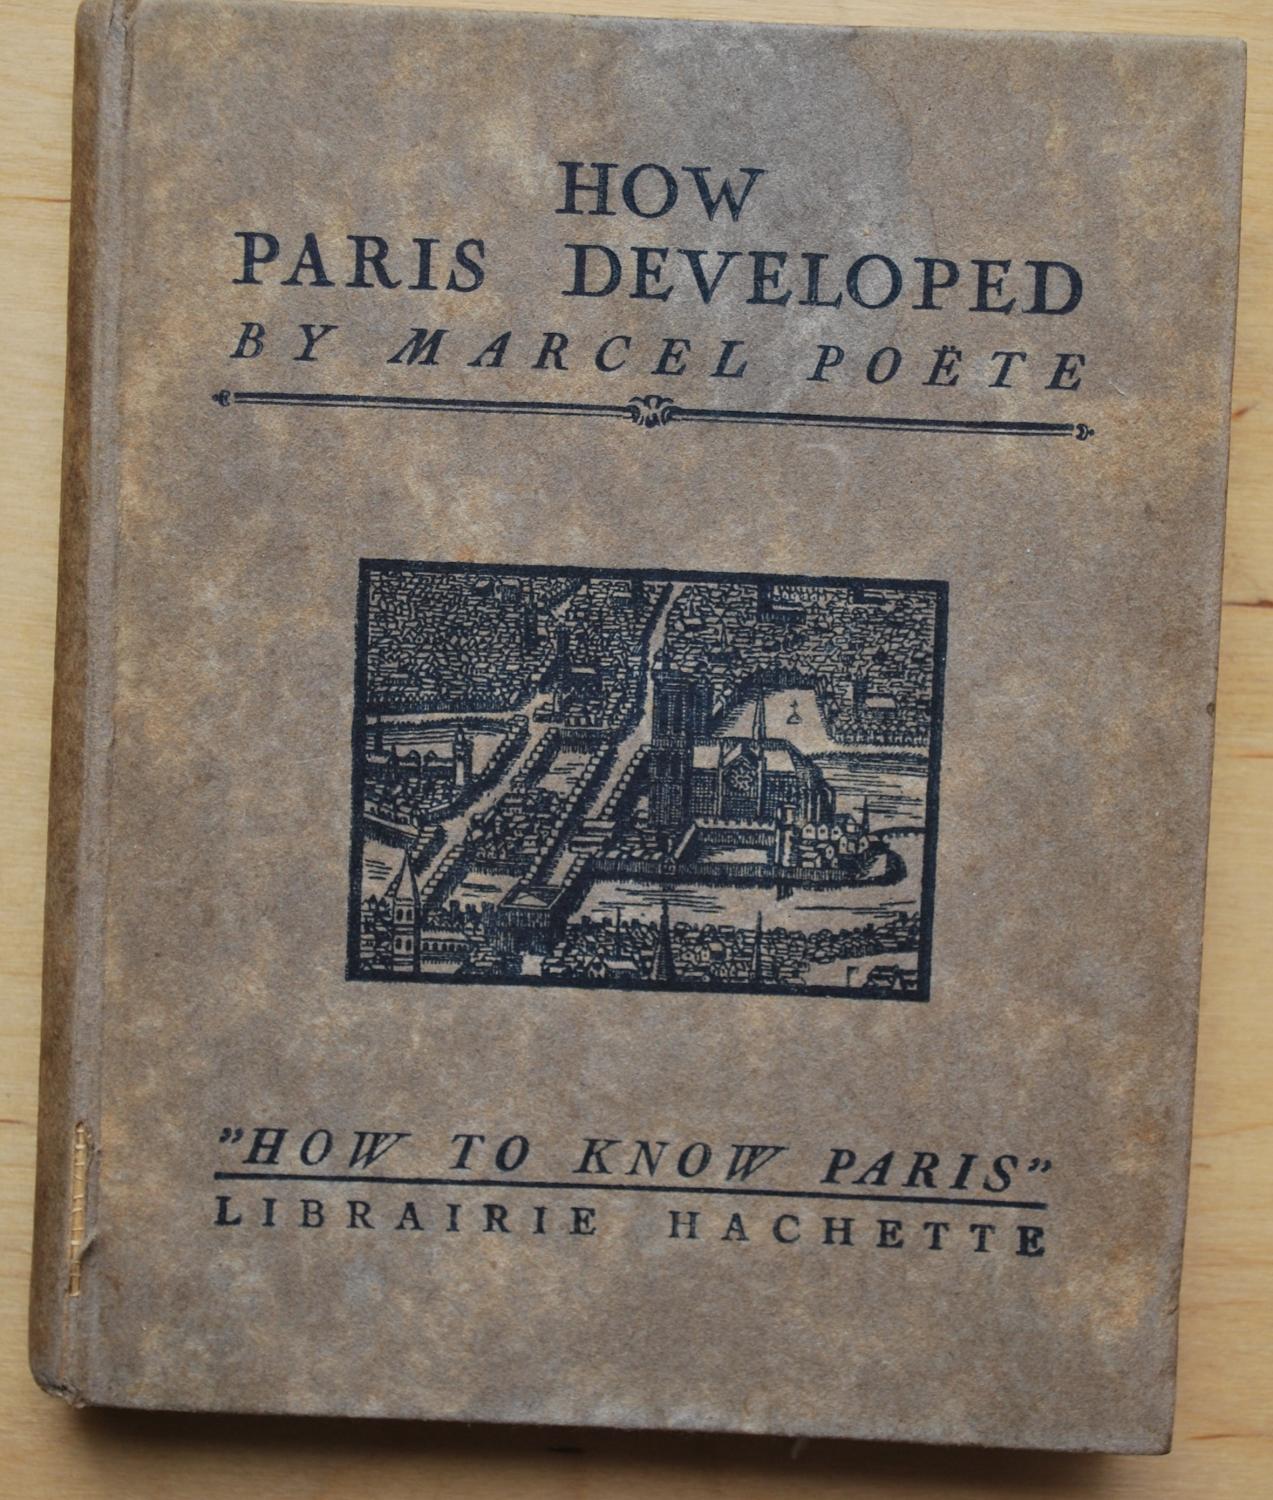 HOW
PARIS DEVELOPED
BY MARCEL POËTE
"HOW TO KNOW PARIS"
LIBRAIRIE HACHETTE